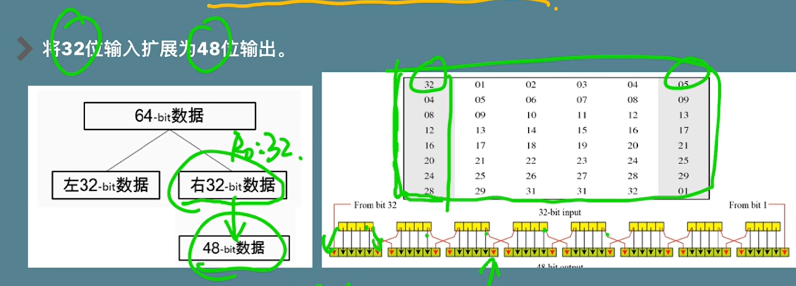 将32位输入扩展为48位输出。
64-bit数据
R₀:32.
左32-bit数据
右32-bit数据
48-bit数据
32 01 02 03 04 05
04 05 06 07 08 09
08 09 10 11 12 13
12 13 14 15 16 17
16 17 18 19 20 21
20 21 22 23 24 25
24 25 26 27 28 29
28 29 31 31 32 01
From bit 32
32-bit input
From bit 1
48-bit output